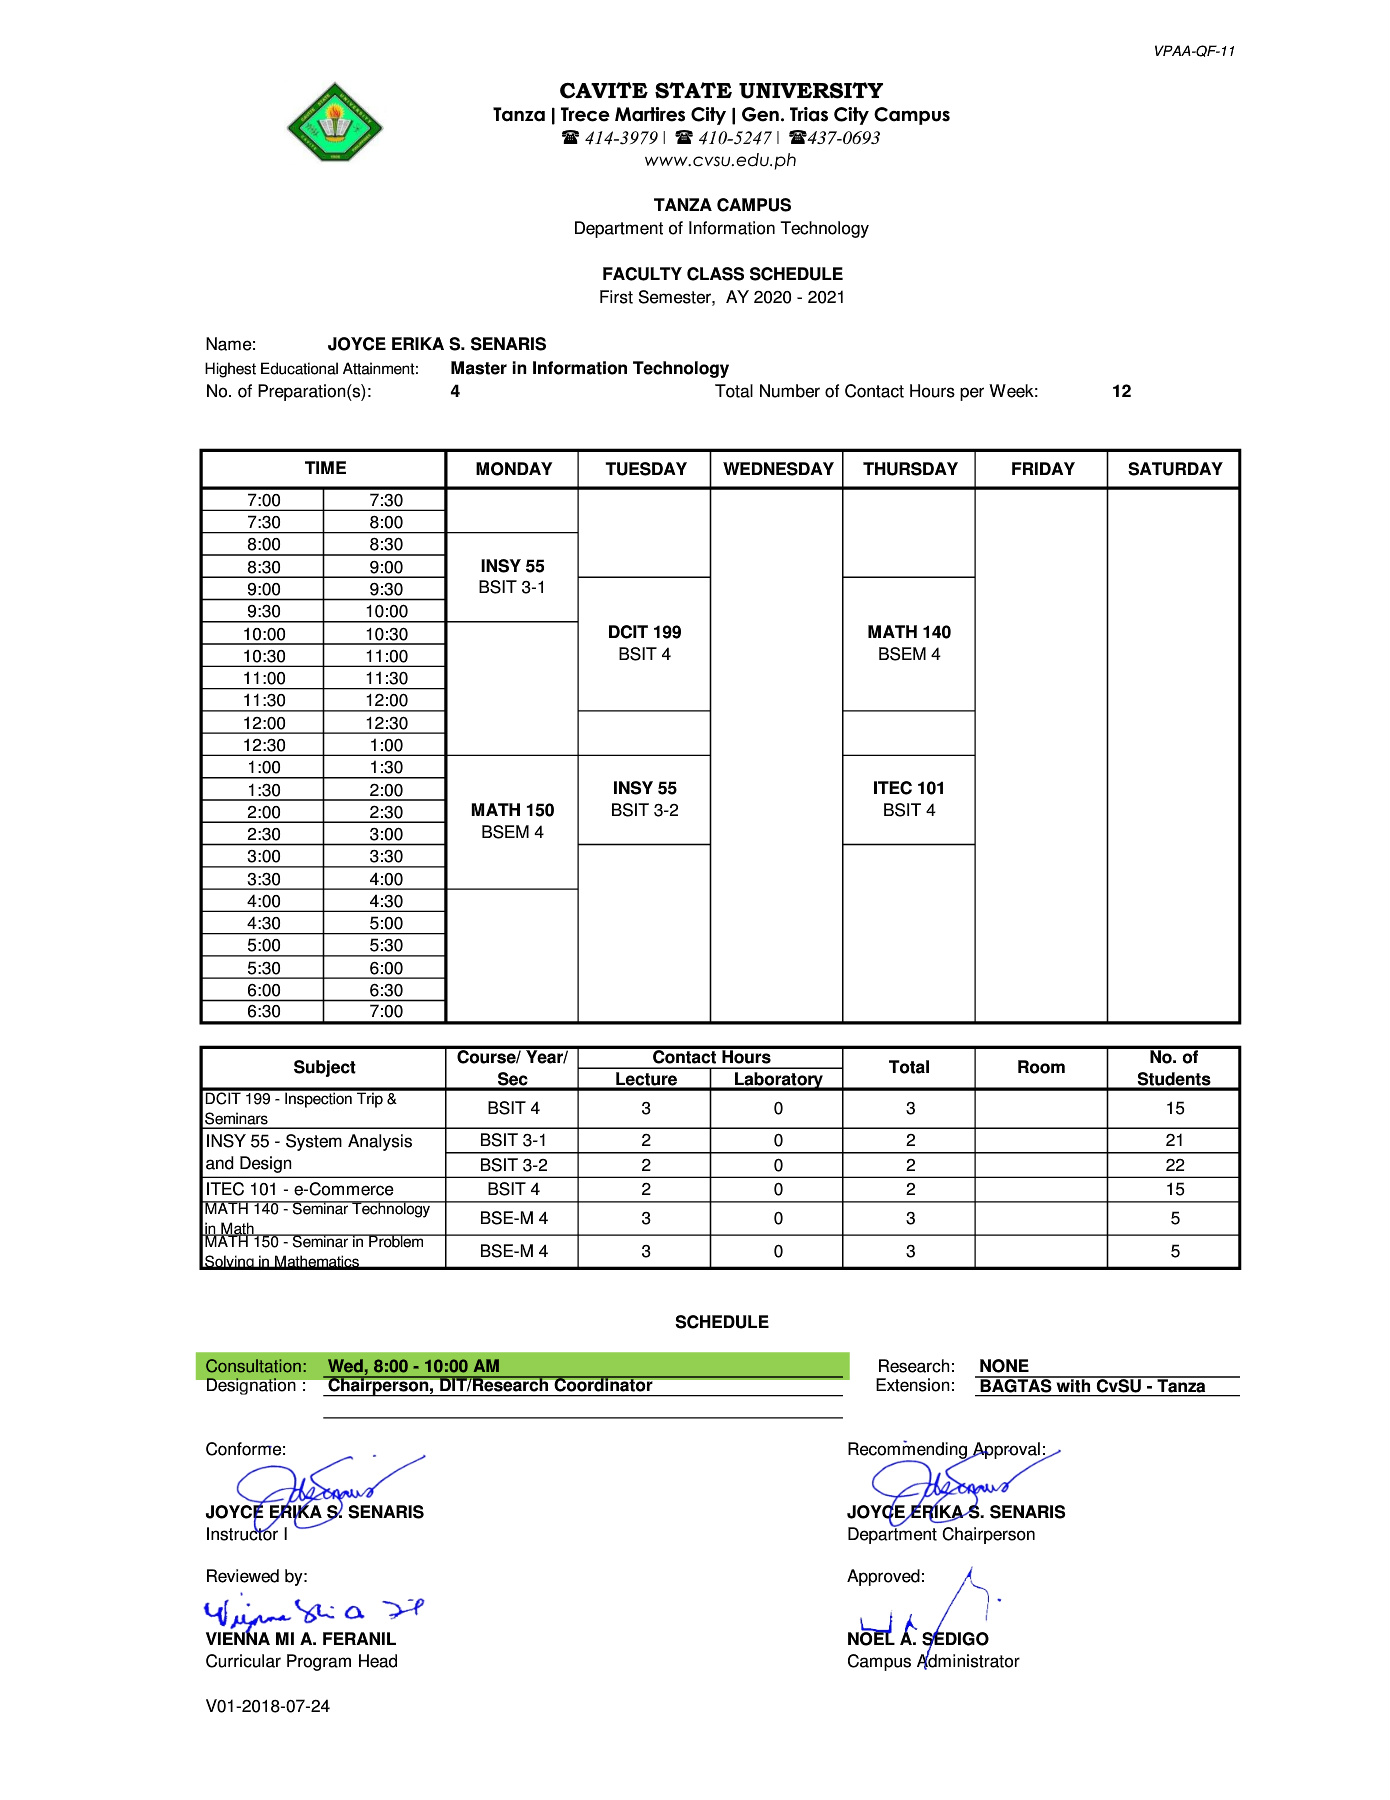 VPAA-QF-11
CAVITE STATE UNIVERSITY
Tanza | Trece Martires City | Gen. Trias City Campus
☎ 414-3979 | ☎ 410-5247 | ☎437-0693
www.cvsu.edu.ph
TANZA CAMPUS
Department of Information Technology
FACULTY CLASS SCHEDULE
First Semester, AY 2020 - 2021
Name: JOYCE ERIKA S. SENARIS
Highest Educational Attainment: Master in Information Technology
No. of Preparation(s): 4 Total Number of Contact Hours per Week: 12
TIME MONDAY TUESDAY WEDNESDAY THURSDAY FRIDAY SATURDAY
7:00 7:30
7:30 8:00
8:00 8:30
8:30 9:00
9:00 9:30
9:30 10:00
10:00 10:30
10:30 11:00
11:00 11:30
11:30 12:00
12:00 12:30
12:30 1:00
1:00 1:30
1:30 2:00
2:00 2:30
2:30 3:00
3:00 3:30
3:30 4:00
4:00 4:30
4:30 5:00
5:00 5:30
5:30 6:00
6:00 6:30
6:30 7:00
INSY 55
BSIT 3-1
MATH 150
BSEM 4
DCIT 199
BSIT 4
INSY 55
BSIT 3-2
MATH 140
BSEM 4
ITEC 101
BSIT 4
Subject Course/ Year/ Sec Contact Hours Lecture Laboratory Total Room No. of Students
DCIT 199 - Inspection Trip &
Seminars BSIT 4 3 0 3 15
INSY 55 - System Analysis
and Design
BSIT 3-1 2 0 2 21
BSIT 3-2 2 0 2 22
ITEC 101 - e-Commerce BSIT 4 2 0 2 15
MATH 140 - Seminar Technology
in Math BSE-M 4 3 0 3 5
MATH 150 - Seminar in Problem
Solving in Mathematics BSE-M 4 3 0 3 5
SCHEDULE
Consultation: Wed, 8:00 - 10:00 AM Research: NONE
Designation : Chairperson, DIT/Research Coordinator Extension: BAGTAS with CvSU - Tanza
Conforme: Recommending Approval:
JOYCE ERIKA S. SENARIS JOYCE ERIKA S. SENARIS
Instructor I Department Chairperson
Reviewed by: Approved:
VIENNA MI A. FERANIL NOEL A. SEDIGO
Curricular Program Head Campus Administrator
V01-2018-07-24